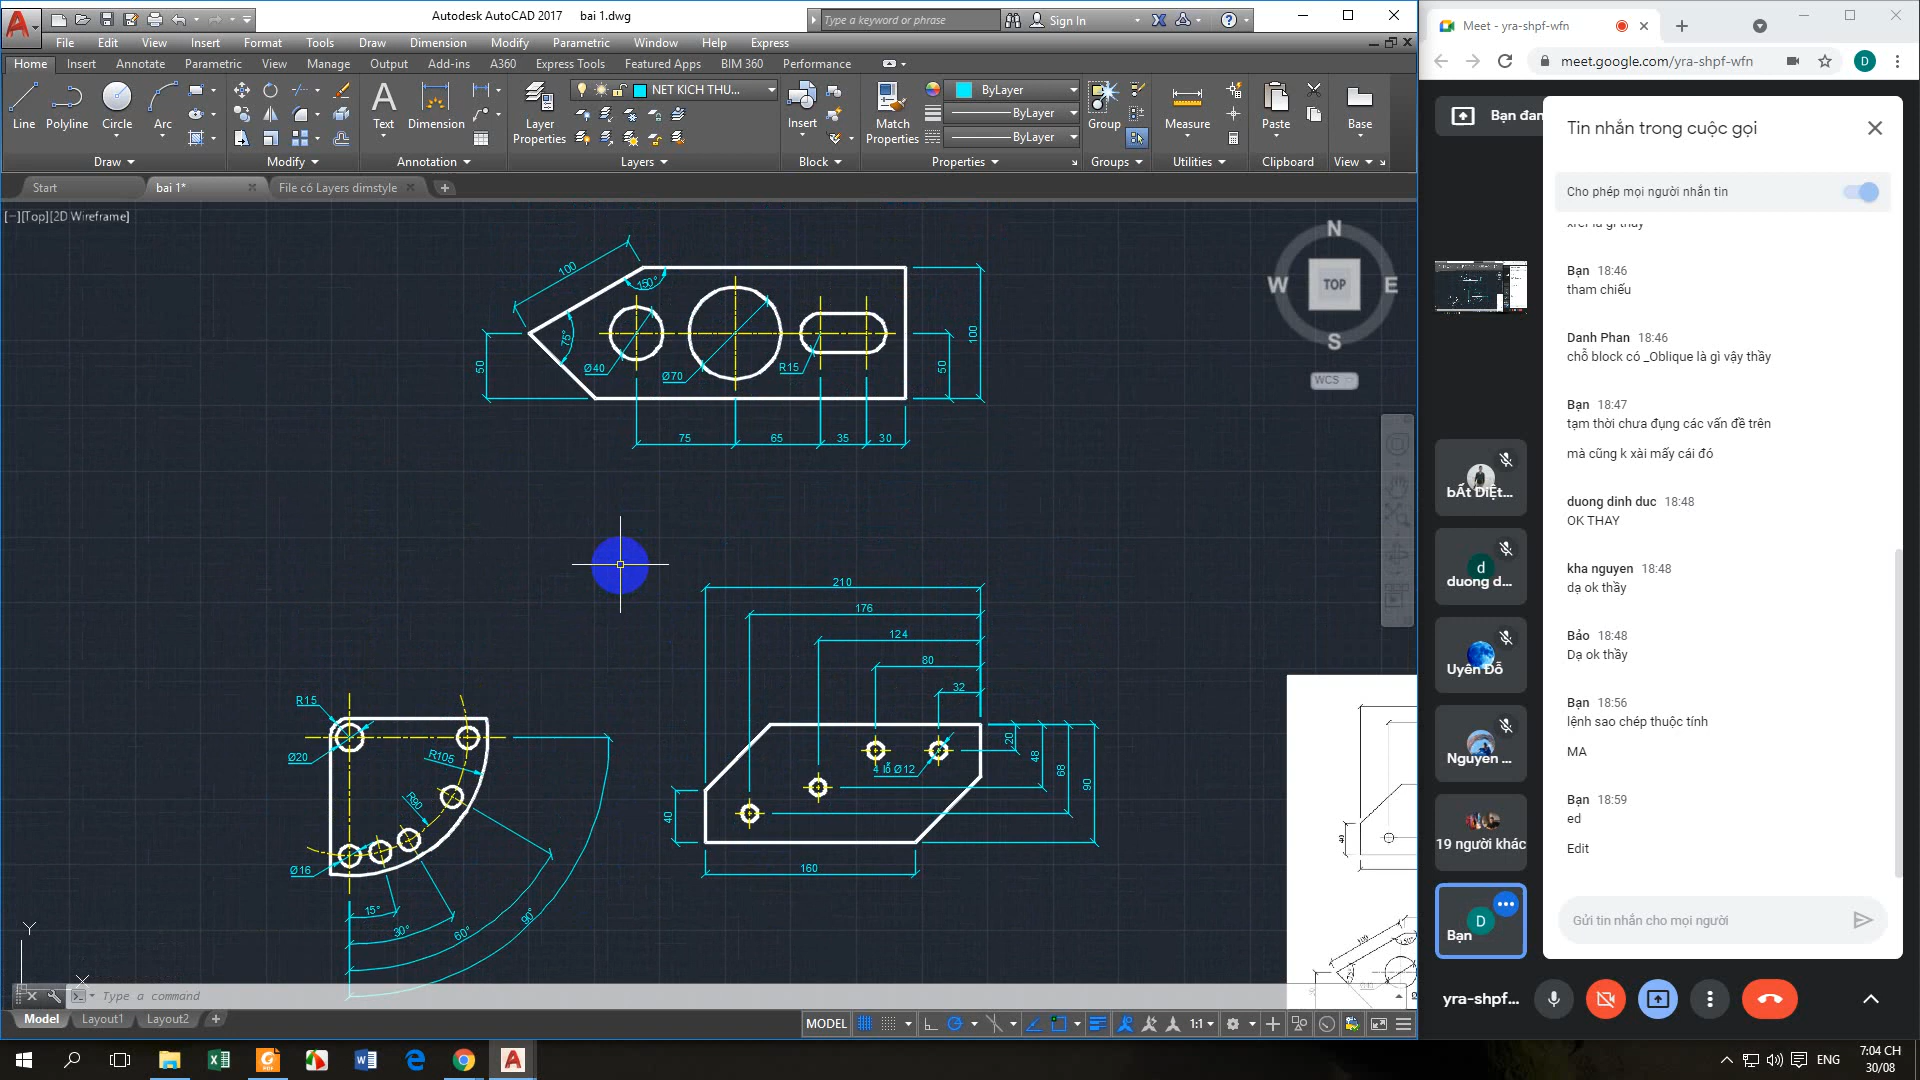 Autodesk AutoCAD 2017 bai 1.dwg
Type a keyword or phrase
Sign In
File Edit View Insert Format Tools Draw Dimension Modify Parametric Window Help Express
Home Insert Annotate Parametric View Manage Output Add-ins A360 Express Tools Featured Apps BIM 360 Performance
Line Polyline Circle Arc
Text Dimension
Layer
Properties
NET KICH THU...
Insert
Match
Properties
ByLayer
ByLayer
ByLayer
Group
Measure
Paste
Base
Draw Modify Annotation Layers Block Properties Groups Utilities Clipboard View
Start bai 1* File có Layers dimstyle
[−][Top][2D Wireframe]
N
W TOP E
S
WCS
100
150°
75°
50
Ø40
Ø70
R15
50
100
75 65 35 30
210
176
124
80
32
20
48
68
90
4 lỗ Ø12
40
160
R15
Ø20
R105
R90
Ø16
15°
30°
60°
90°
Y
X
Type a command
Model Layout1 Layout2
MODEL
1:1
Meet - yra-shpf-wfn
meet.google.com/yra-shpf-wfn
D
Bạn đan
Tin nhắn trong cuộc gọi
Cho phép mọi người nhắn tin
Bạn 18:46
tham chiếu
Danh Phan 18:46
chỗ block có _Oblique là gì vậy thầy
Bạn 18:47
tạm thời chưa đụng các vấn đề trên
mà cũng k xài mấy cái đó
duong dinh duc 18:48
OK THAY
kha nguyen 18:48
dạ ok thầy
Bảo 18:48
Dạ ok thầy
Bạn 18:56
lệnh sao chép thuộc tính
MA
Bạn 18:59
ed
Edit
Gửi tin nhắn cho mọi người
bẤt DiỆt...
d
duong d...
Uyên Đỗ
Nguyen ...
19 người khác
D
Bạn
yra-shpf...
ENG
7:04 CH
30/08